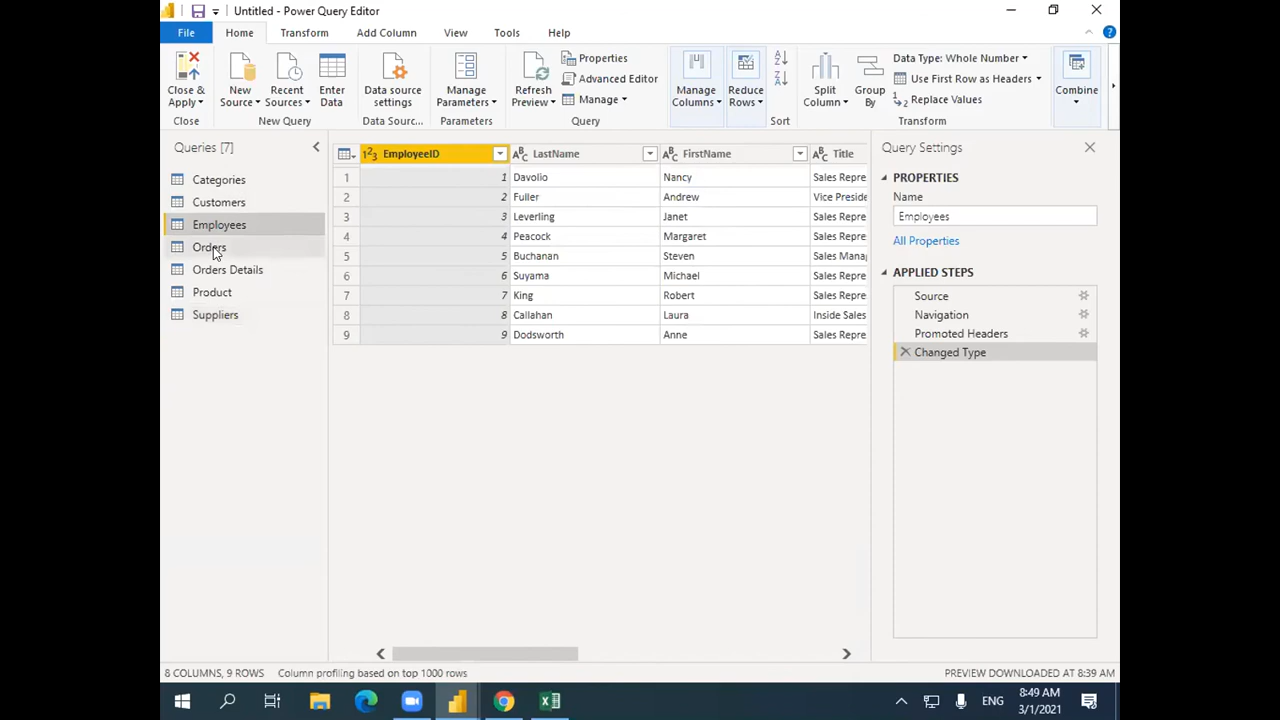 Untitled - Power Query Editor
File
Home
Transform
Add Column
View
Tools
Help
Close & Apply
New Source
Recent Sources
Enter Data
Data source settings
Manage Parameters
Refresh Preview
Properties
Advanced Editor
Manage
Manage Columns
Reduce Rows
Split Column
Group By
Data Type: Whole Number
Use First Row as Headers
Replace Values
Combine
Close
New Query
Data Sourc...
Parameters
Query
Sort
Transform
Queries [7]
Categories
Customers
Employees
Orders
Orders Details
Product
Suppliers
EmployeeID LastName FirstName Title
1 1 Davolio Nancy Sales Repre
2 2 Fuller Andrew Vice Preside
3 3 Leverling Janet Sales Repre
4 4 Peacock Margaret Sales Repre
5 5 Buchanan Steven Sales Mana
6 6 Suyama Michael Sales Repre
7 7 King Robert Sales Repre
8 8 Callahan Laura Inside Sales
9 9 Dodsworth Anne Sales Repre
Query Settings
PROPERTIES
Name
Employees
All Properties
APPLIED STEPS
Source
Navigation
Promoted Headers
Changed Type
8 COLUMNS, 9 ROWS
Column profiling based on top 1000 rows
PREVIEW DOWNLOADED AT 8:39 AM
ENG
8:49 AM
3/1/2021